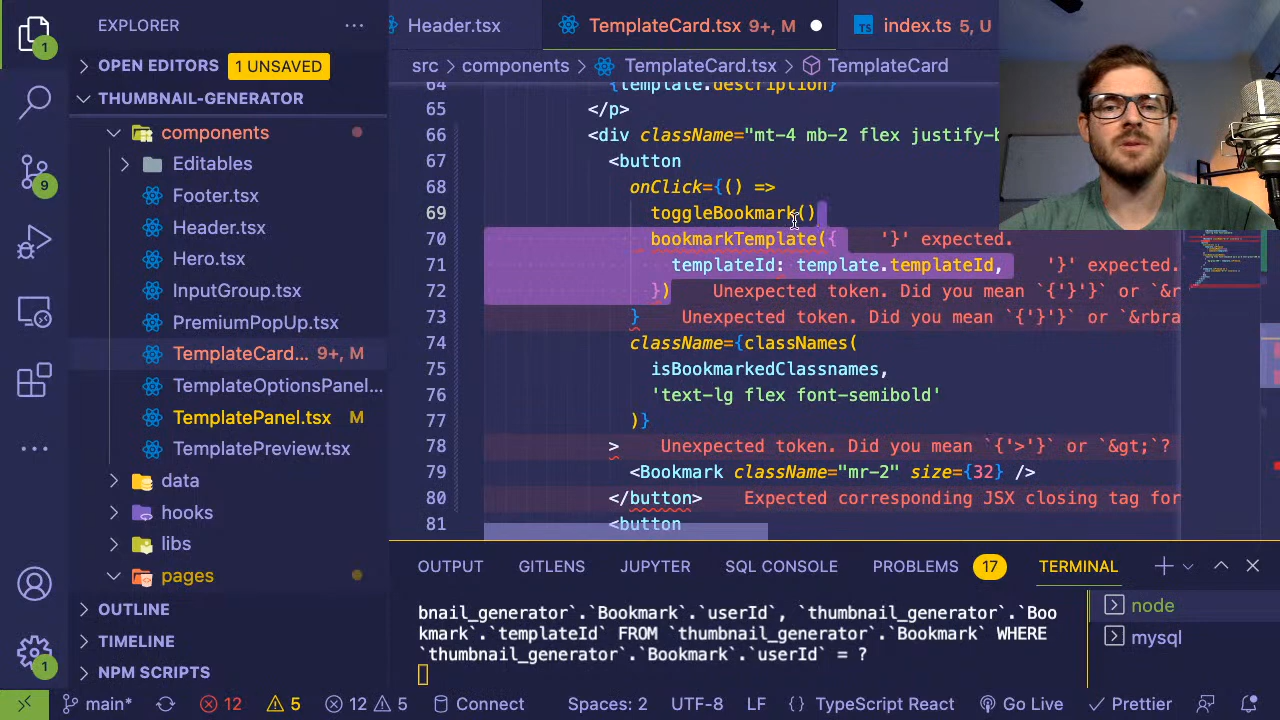 EXPLORER
Header.tsx
TemplateCard.tsx 9+, M
index.ts 5, U
OPEN EDITORS 1 UNSAVED
src > components > TemplateCard.tsx > TemplateCard
THUMBNAIL-GENERATOR
components
Editables
Footer.tsx
Header.tsx
Hero.tsx
InputGroup.tsx
PremiumPopUp.tsx
TemplateCard... 9+, M
TemplateOptionsPanel...
TemplatePanel.tsx M
TemplatePreview.tsx
data
hooks
libs
pages
OUTLINE
TIMELINE
NPM SCRIPTS
64 {template.description}
65 </p>
66 <div className="mt-4 mb-2 flex justify-b
67 <button
68 onClick={() =>
69 toggleBookmark()
70 bookmarkTemplate({ '}' expected.
71 templateId: template.templateId, '}' expected.
72 }) Unexpected token. Did you mean `{'}'}` or `&r
73 } Unexpected token. Did you mean `{'}'}` or `&rbra
74 className={classNames(
75 isBookmarkedClassnames,
76 'text-lg flex font-semibold'
77 )}
78 > Unexpected token. Did you mean `{'>'}` or `&gt;`?
79 <Bookmark className="mr-2" size={32} />
80 </button> Expected corresponding JSX closing tag for
81 <button
OUTPUT GITLENS JUPYTER SQL CONSOLE PROBLEMS 17 TERMINAL
bnail_generator`.`Bookmark`.`userId`, `thumbnail_generator`.`Boo
kmark`.`templateId` FROM `thumbnail_generator`.`Bookmark` WHERE
`thumbnail_generator`.`Bookmark`.`userId` = ?
node
mysql
1
9
1
main* 12 5 12 5 Connect Spaces: 2 UTF-8 LF {} TypeScript React Go Live Prettier